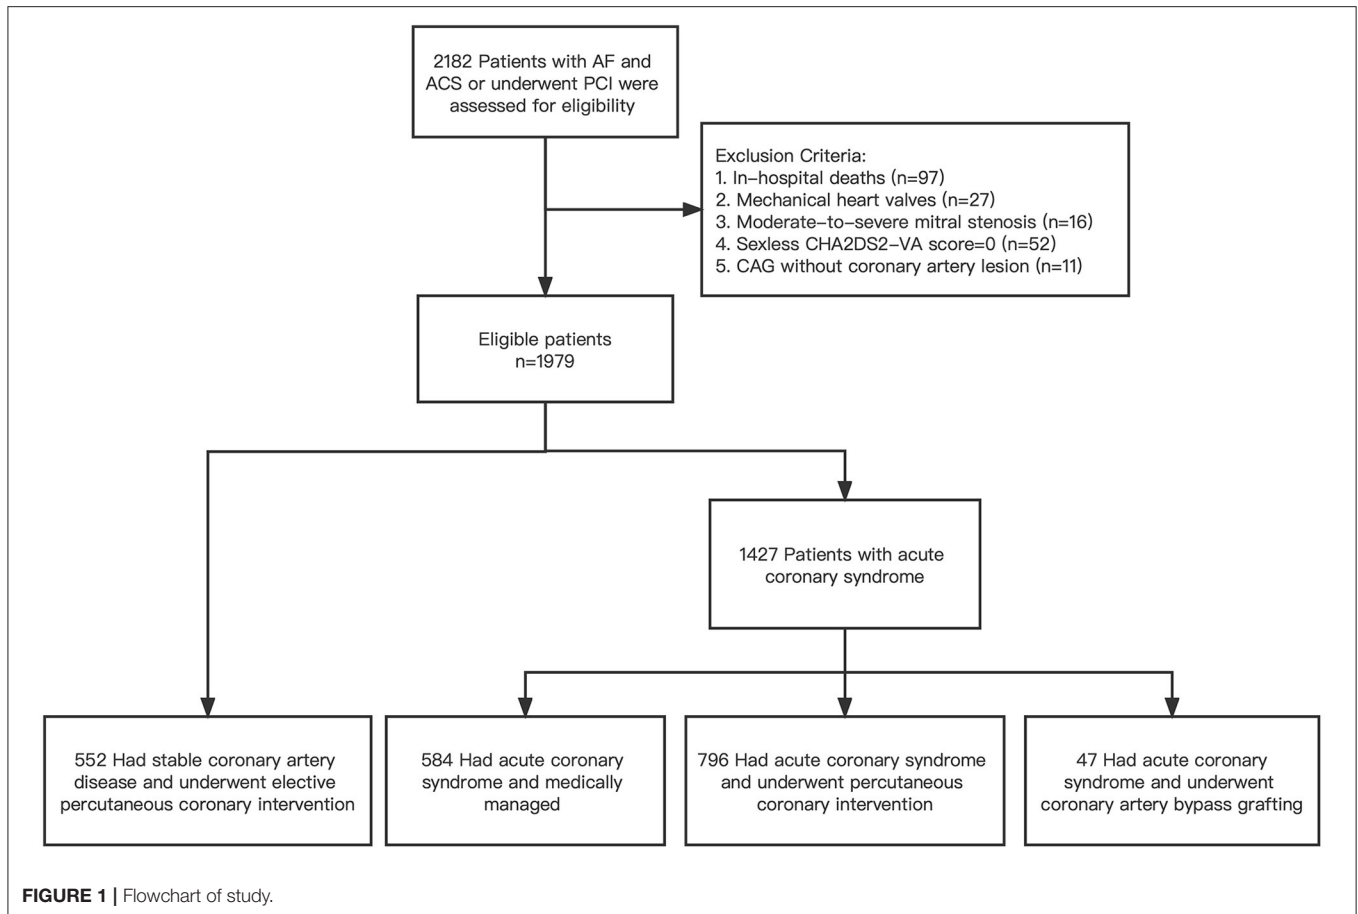 2182 Patients with AF and
ACS or underwent PCI were
assessed for eligibility
Exclusion Criteria:
1. In–hospital deaths (n=97)
2. Mechanical heart valves (n=27)
3. Moderate–to–severe mitral stenosis (n=16)
4. Sexless CHA2DS2–VA score=0 (n=52)
5. CAG without coronary artery lesion (n=11)
Eligible patients
n=1979
1427 Patients with acute
coronary syndrome
552 Had stable coronary artery
disease and underwent elective
percutaneous coronary intervention
584 Had acute coronary
syndrome and medically
managed
796 Had acute coronary syndrome
and underwent percutaneous
coronary intervention
47 Had acute coronary
syndrome and underwent
coronary artery bypass grafting
FIGURE 1 | Flowchart of study.